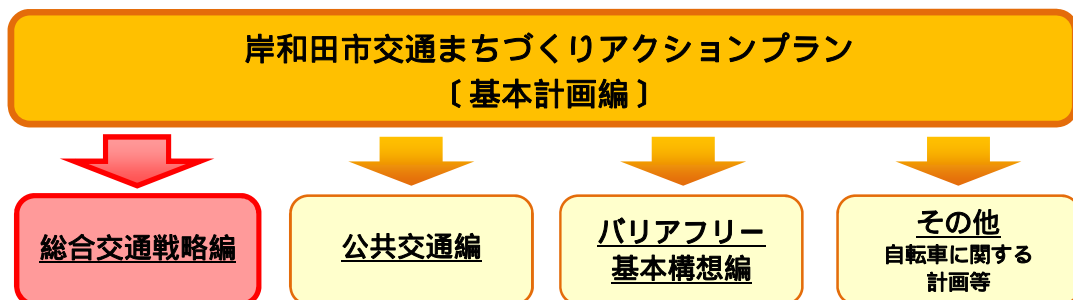 岸和田市交通まちづくりアクションプラン
〔基本計画編〕
総合交通戦略編
公共交通編
バリアフリー
基本構想編
その他
自転車に関する
計画等